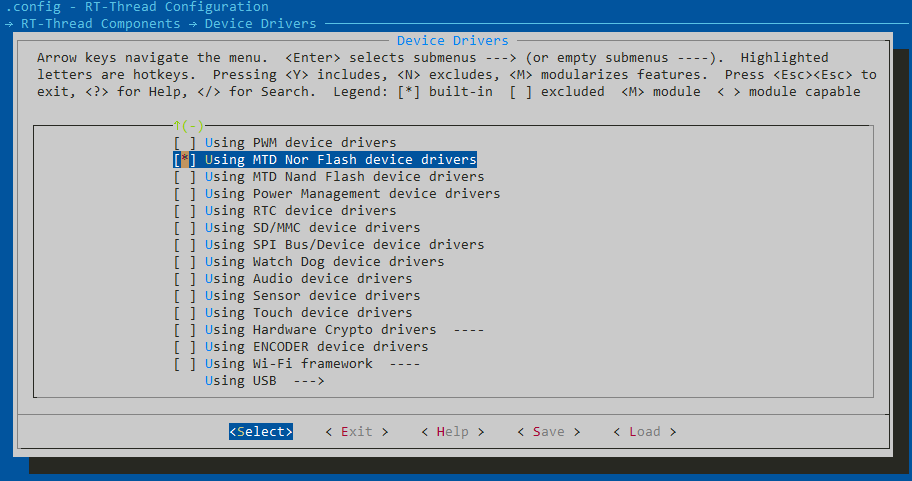 .config - RT-Thread Configuration
→ RT-Thread Components → Device Drivers
Device Drivers
Arrow keys navigate the menu.  <Enter> selects submenus ---> (or empty submenus ----).  Highlighted
letters are hotkeys.  Pressing <Y> includes, <N> excludes, <M> modularizes features.  Press <Esc><Esc> to
exit, <?> for Help, </> for Search.  Legend: [*] built-in  [ ] excluded  <M> module  < > module capable
↑(-)
[ ] Using PWM device drivers
[*] Using MTD Nor Flash device drivers
[ ] Using MTD Nand Flash device drivers
[ ] Using Power Management device drivers
[ ] Using RTC device drivers
[ ] Using SD/MMC device drivers
[ ] Using SPI Bus/Device device drivers
[ ] Using Watch Dog device drivers
[ ] Using Audio device drivers
[ ] Using Sensor device drivers
[ ] Using Touch device drivers
[ ] Using Hardware Crypto drivers  ----
[ ] Using ENCODER device drivers
[ ] Using Wi-Fi framework  ----
Using USB  --->
<Select>    < Exit >    < Help >    < Save >    < Load >